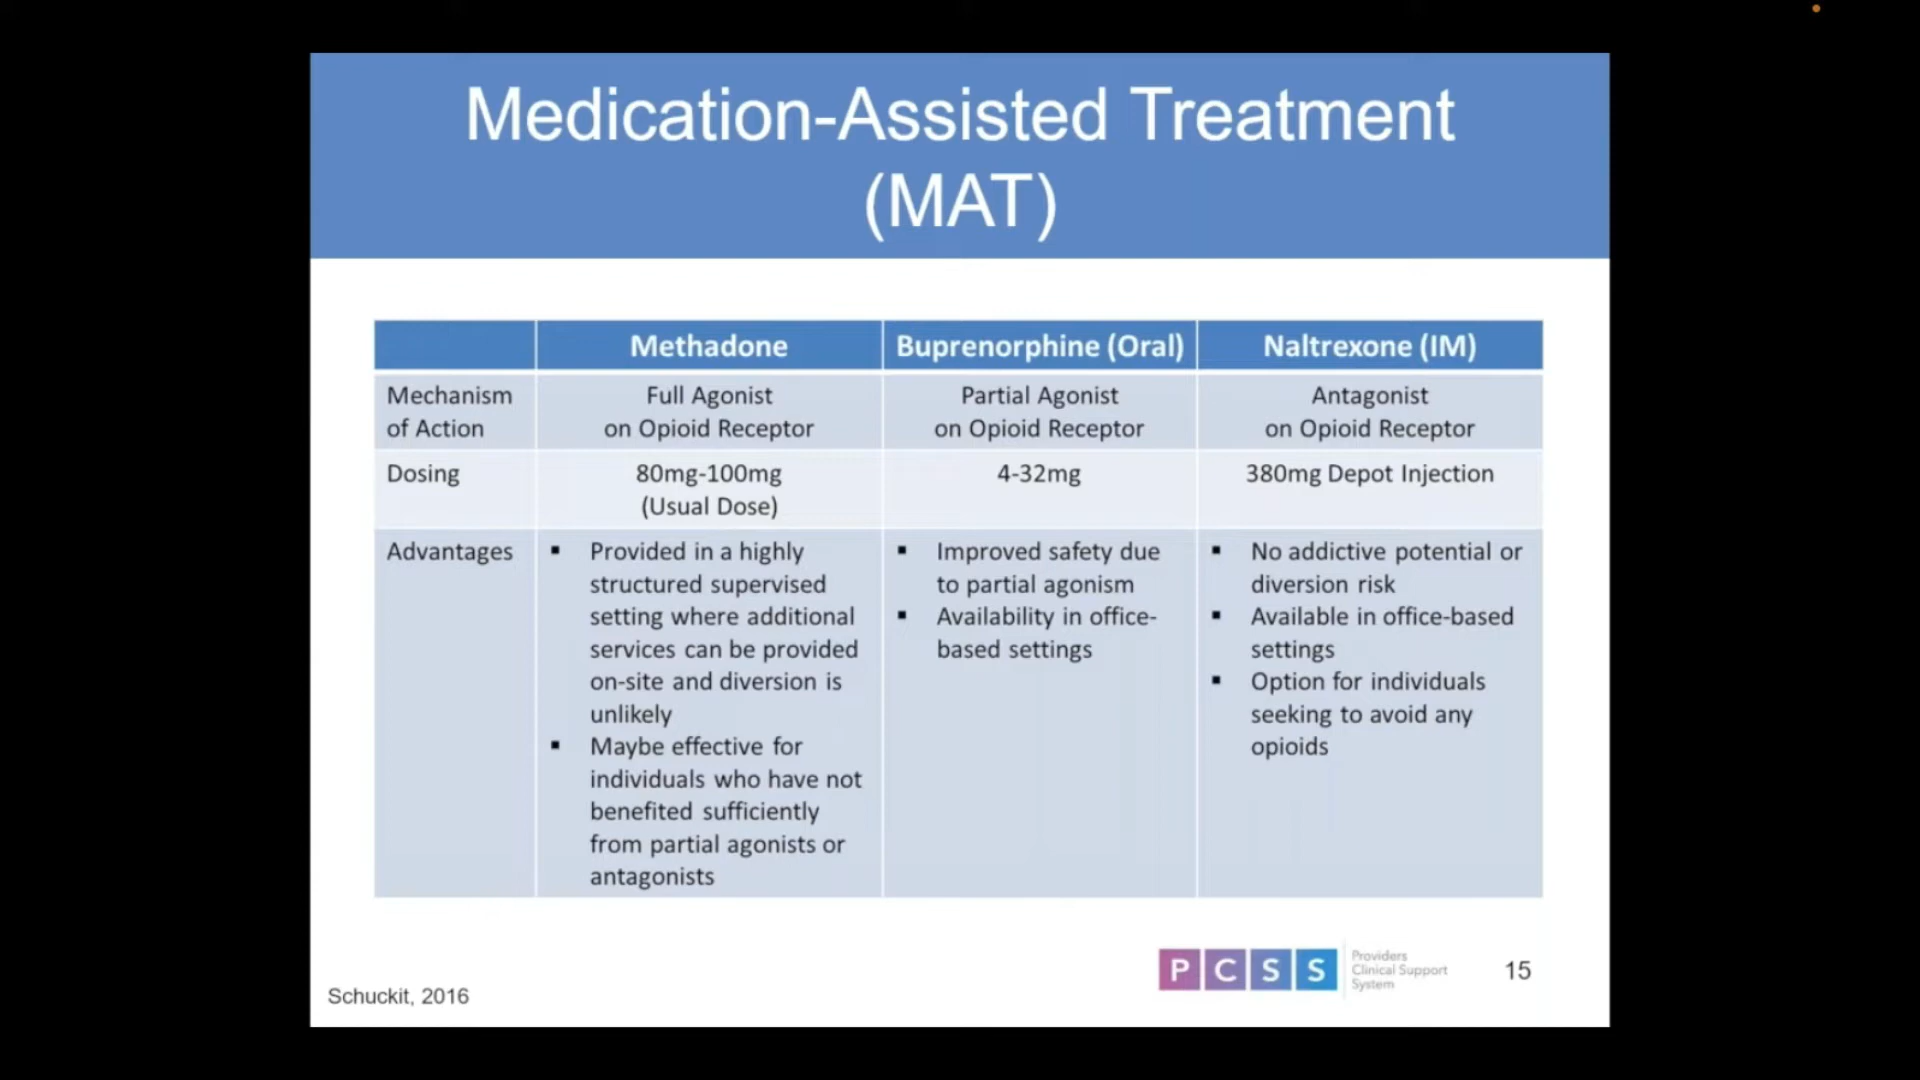 Medication-Assisted Treatment
(MAT)
Methadone
Buprenorphine (Oral)
Naltrexone (IM)
Mechanism
of Action
Full Agonist
on Opioid Receptor
Partial Agonist
on Opioid Receptor
Antagonist
on Opioid Receptor
Dosing
80mg-100mg
(Usual Dose)
4-32mg
380mg Depot Injection
Advantages
▪ Provided in a highly
structured supervised
setting where additional
services can be provided
on-site and diversion is
unlikely
▪ Maybe effective for
individuals who have not
benefited sufficiently
from partial agonists or
antagonists
▪ Improved safety due
to partial agonism
▪ Availability in office-
based settings
▪ No addictive potential or
diversion risk
▪ Available in office-based
settings
▪ Option for individuals
seeking to avoid any
opioids
Schuckit, 2016
PCSS
Providers
Clinical Support
System
15